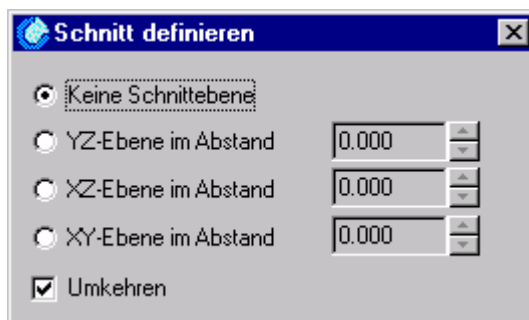 Schnitt definieren
Keine Schnittebene
YZ-Ebene im Abstand 0.000
XZ-Ebene im Abstand 0.000
XY-Ebene im Abstand 0.000
Umkehren